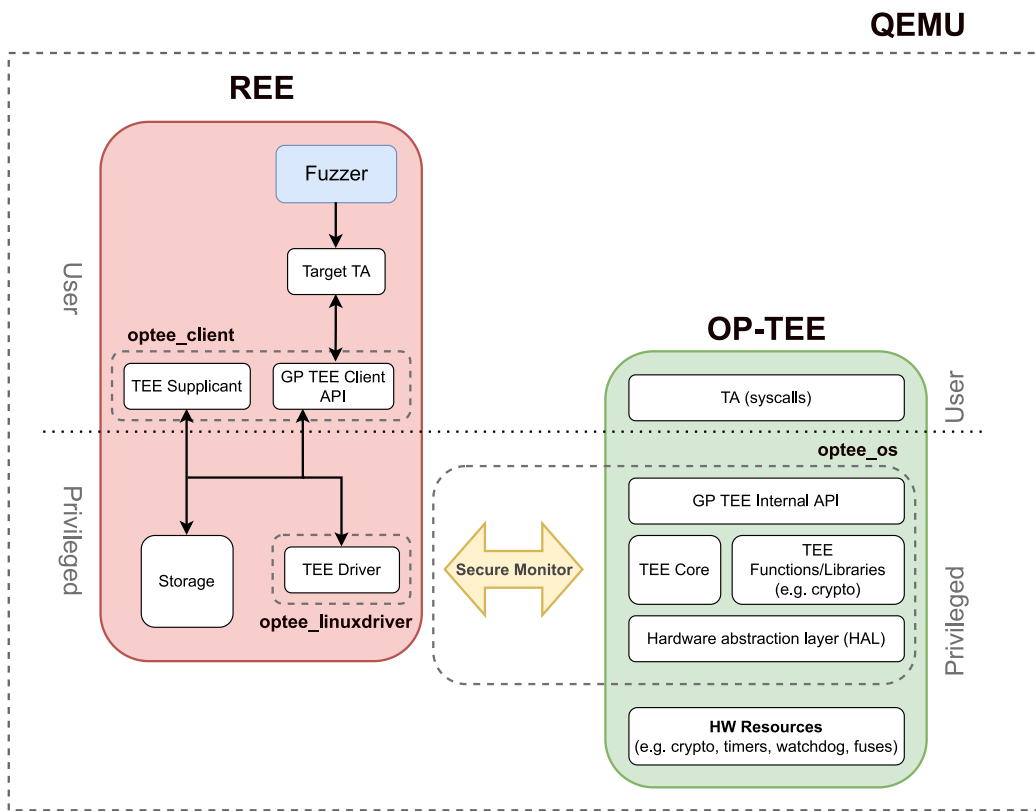 QEMU
REE
Fuzzer
Target TA
User
optee_client
TEE Supplicant
GP TEE Client
API
Privileged
Storage
TEE Driver
optee_linuxdriver
Secure Monitor
OP-TEE
TA (syscalls)
User
optee_os
GP TEE Internal API
TEE Core
TEE
Functions/Libraries
(e.g. crypto)
Hardware abstraction layer (HAL)
Privileged
HW Resources
(e.g. crypto, timers, watchdog, fuses)